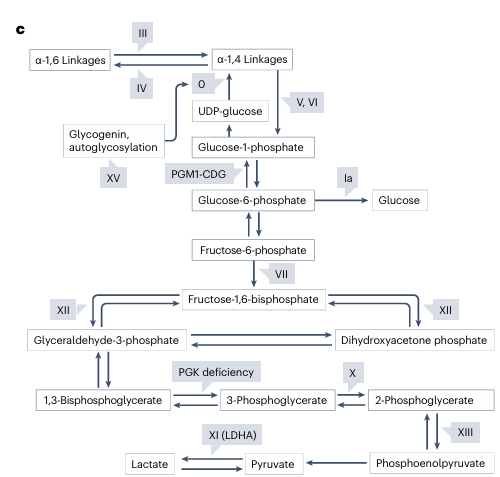 c
III
α-1,6 Linkages
α-1,4 Linkages
IV
0
V, VI
UDP-glucose
Glycogenin,
autoglycosylation
Glucose-1-phosphate
XV
PGM1-CDG
Ia
Glucose-6-phosphate
Glucose
Fructose-6-phosphate
VII
Fructose-1,6-bisphosphate
XII
XII
Glyceraldehyde-3-phosphate
Dihydroxyacetone phosphate
PGK deficiency
X
1,3-Bisphosphoglycerate
3-Phosphoglycerate
2-Phosphoglycerate
XI (LDHA)
XIII
Lactate
Pyruvate
Phosphoenolpyruvate